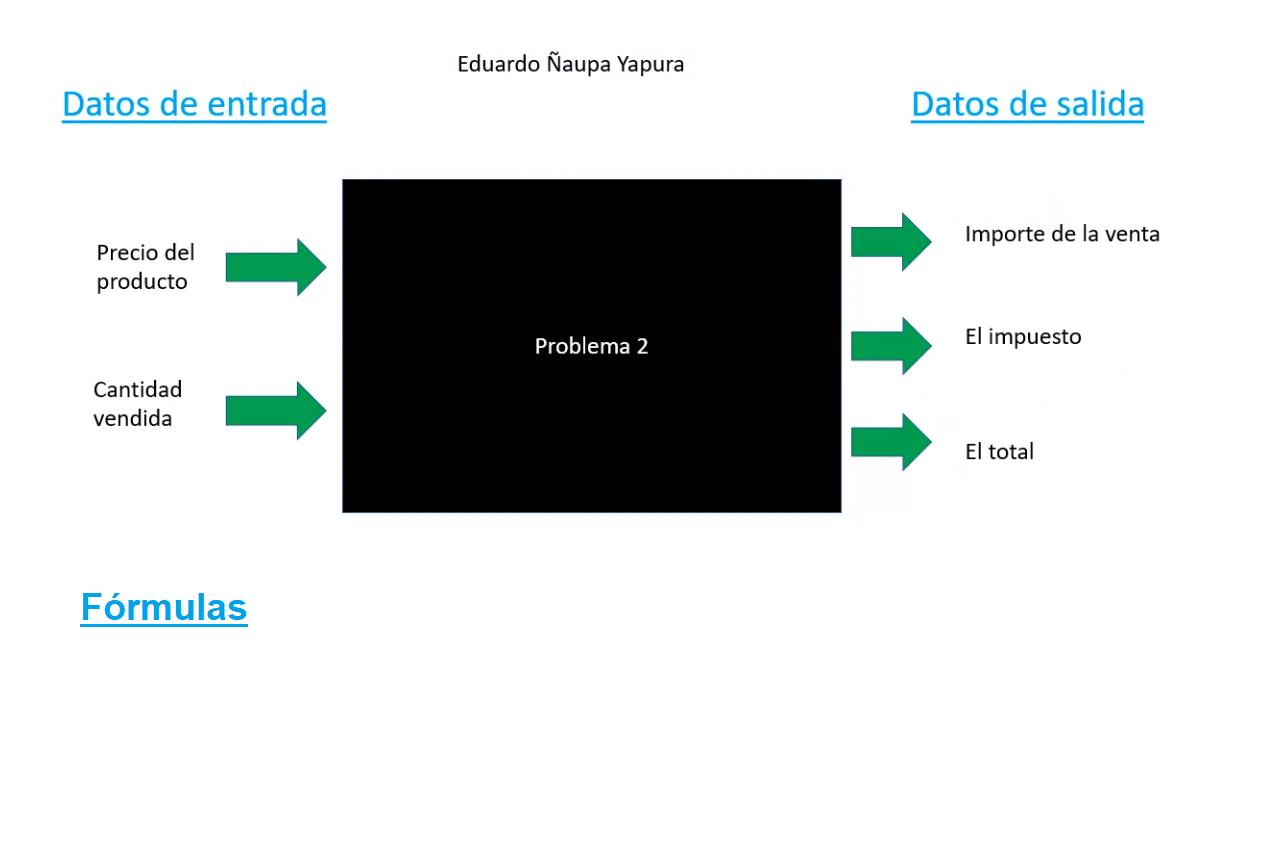 Eduardo Ñaupa Yapura
Datos de entrada
Datos de salida
Precio del
producto
Cantidad
vendida
Problema 2
Importe de la venta
El impuesto
El total
Fórmulas